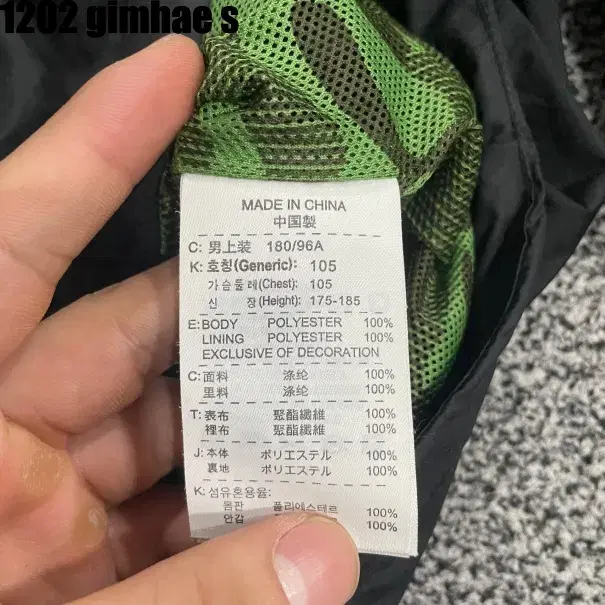 1202 gimhae s
MADE IN CHINA
中国製
C: 男上装 180/96A
K: 호칭(Generic): 105
가슴둘레(Chest): 105
신 장(Height): 175-185
E: BODY POLYESTER 100%
LINING POLYESTER 100%
EXCLUSIVE OF DECORATION
C: 面料 涤纶 100%
里料 涤纶 100%
T: 表布 聚酯纖維 100%
裡布 聚酯纖維 100%
J: 本体 ポリエステル 100%
裏地 ポリエステル 100%
K: 섬유혼용율:
몸판 폴리에스테르 100%
안감 100%